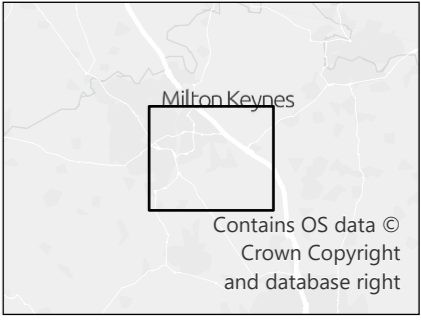 Milton Keynes
Contains OS data ©
Crown Copyright
and database right